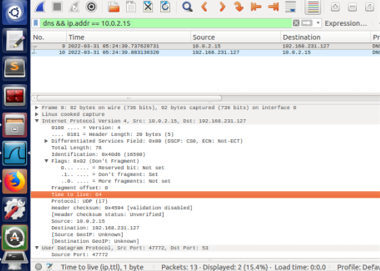 dns && ip.addr == 10.0.2.15
Expression...
No. Time Source Destination
9 2022-03-31 05:24:39.737629731 10.0.2.15 192.168.231.127
10 2022-03-31 05:24:39.883130320 192.168.231.127 10.0.2.15
Frame 9: 92 bytes on wire (736 bits), 92 bytes captured (736 bits) on interface 0
Linux cooked capture
Internet Protocol Version 4, Src: 10.0.2.15, Dst: 192.168.231.127
0100 .... = Version: 4
.... 0101 = Header Length: 20 bytes (5)
Differentiated Services Field: 0x00 (DSCP: CS0, ECN: Not-ECT)
Total Length: 76
Identification: 0x40d6 (16598)
Flags: 0x02 (Don't Fragment)
0... .... = Reserved bit: Not set
.1.. .... = Don't fragment: Set
..0. .... = More fragments: Not set
Fragment offset: 0
Time to live: 64
Protocol: UDP (17)
Header checksum: 0x4594 [validation disabled]
[Header checksum status: Unverified]
Source: 10.0.2.15
Destination: 192.168.231.127
[Source GeoIP: Unknown]
[Destination GeoIP: Unknown]
User Datagram Protocol, Src Port: 47772, Dst Port: 53
Source Port: 47772
Time to live (ip.ttl), 1 byte Packets: 13 · Displayed: 2 (15.4%) · Load time: 0:0.0 Profile: Defa